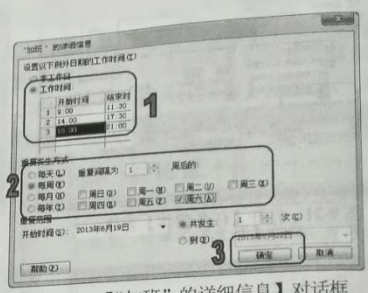 "加班"的详细信息
设置以下例外日期的工作时间(T)
非工作日
工作时间:
开始时间 结束时
1 9:00 11:30
2 14:00 17:30
3 21:00
1
重复发生方式
2
每天(L) 重复间隔为 1 周后的:
每周(K)
每月(H) 周日(U) 周一(M) 周二(V) 周三(X)
每年(Y) 周四(B) 周五(F) 周六(A)
重复范围
开始时间(S): 2013年6月19日 共发生 1 次(C)
到(B)
3
帮助(P) 确定 取消
"加班"的详细信息】对话框